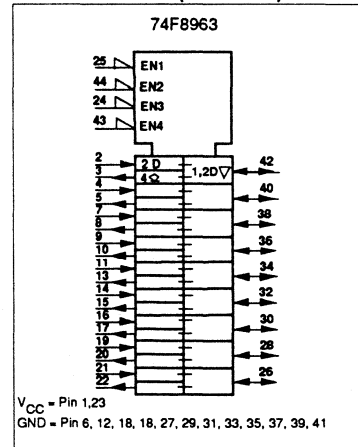 74F8963
25 EN1
44 EN2
24 EN3
43 EN4
2 2 D 1,2D▽ 42
3 4
4 40
5
7 38
8
9 36
10
11 34
13
14 32
15
16 30
17
19 28
20
21 26
22
VCC = Pin 1,23
GND = Pin 6, 12, 18, 18, 27, 29, 31, 33, 35, 37, 39, 41